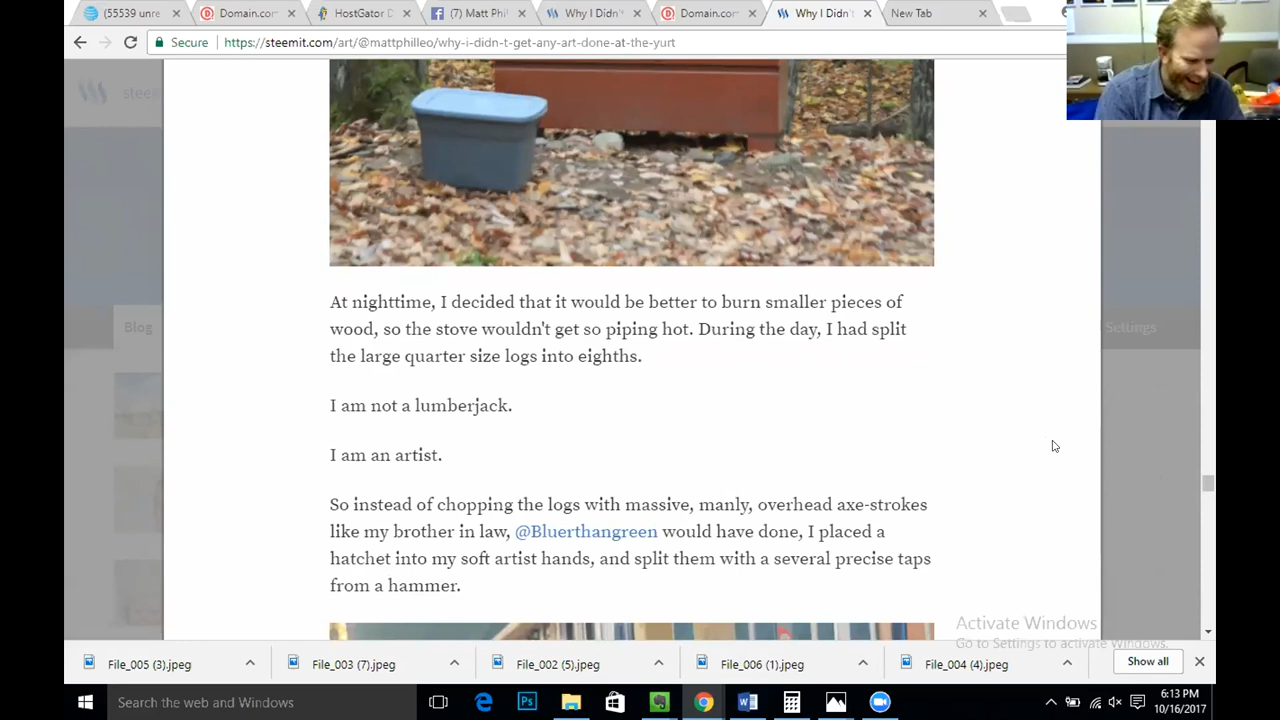 (55539 unre
Domain.com
HostGator D
(7) Matt Phil
Why I Didn'
Domain.com
Why I Didn'
New Tab
Secure
https://steemit.com/art/@mattphilleo/why-i-didn-t-get-any-art-done-at-the-yurt
stee
Blog
Settings
At nighttime, I decided that it would be better to burn smaller pieces of
wood, so the stove wouldn't get so piping hot. During the day, I had split
the large quarter size logs into eighths.
I am not a lumberjack.
I am an artist.
So instead of chopping the logs with massive, manly, overhead axe-strokes
like my brother in law, @Bluerthangreen would have done, I placed a
hatchet into my soft artist hands, and split them with a several precise taps
from a hammer.
Activate Windows
Go to Settings to activate Windows.
File_005 (3).jpeg
File_003 (7).jpeg
File_002 (5).jpeg
File_006 (1).jpeg
File_004 (4).jpeg
Show all
Search the web and Windows
6:13 PM
10/16/2017